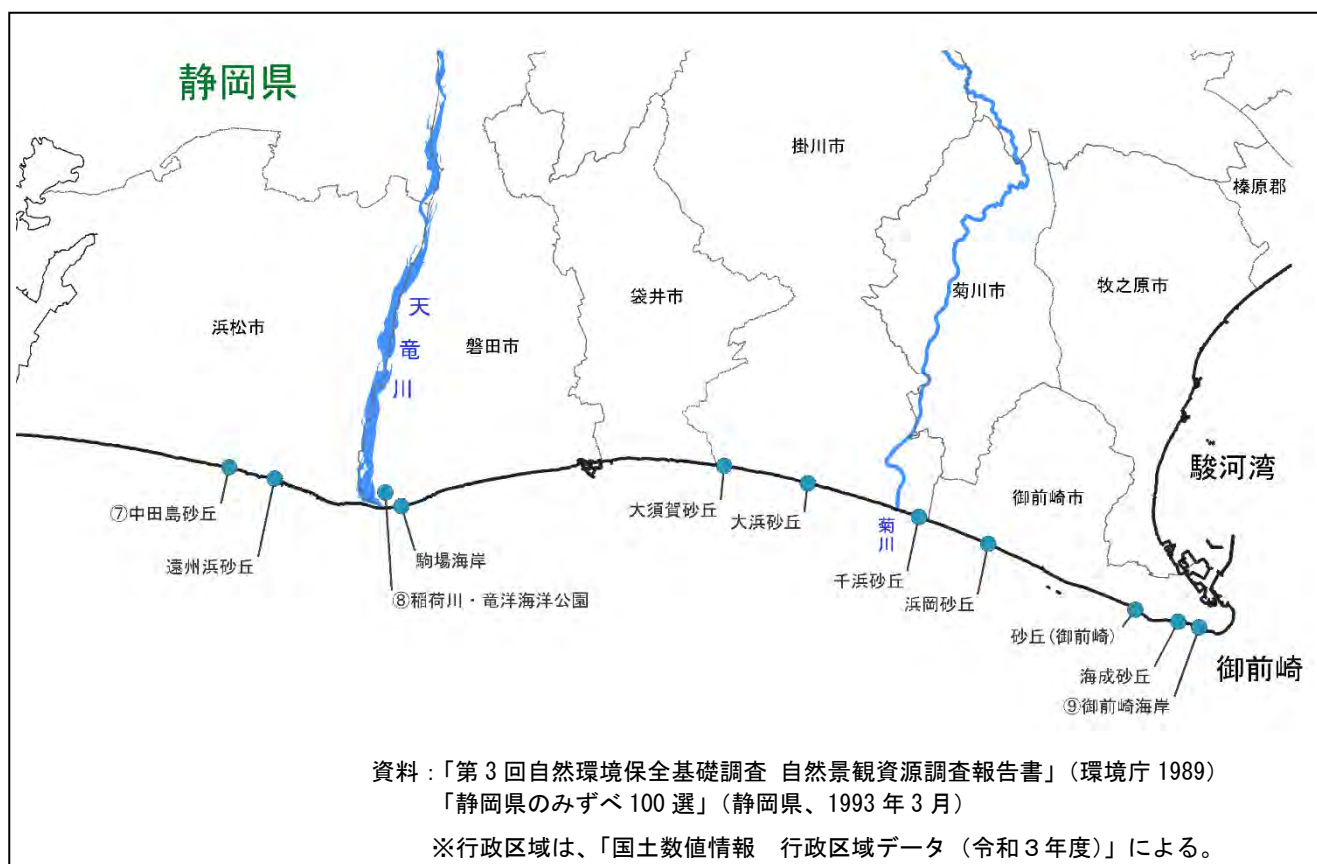 静岡県
掛川市
榛原郡
菊川市
牧之原市
袋井市
浜松市
磐田市
天竜川
駿河湾
御前崎市
大須賀砂丘
大浜砂丘
⑦中田島砂丘
菊川
遠州浜砂丘
駒場海岸
千浜砂丘
⑧稲荷川・竜洋海洋公園
浜岡砂丘
砂丘(御前崎)
御前崎
海成砂丘
⑨御前崎海岸
資料:「第3回自然環境保全基礎調査 自然景観資源調査報告書」(環境庁 1989)
「静岡県のみずべ100選」(静岡県、1993年3月)
※行政区域は、「国土数値情報 行政区域データ(令和3年度)」による。